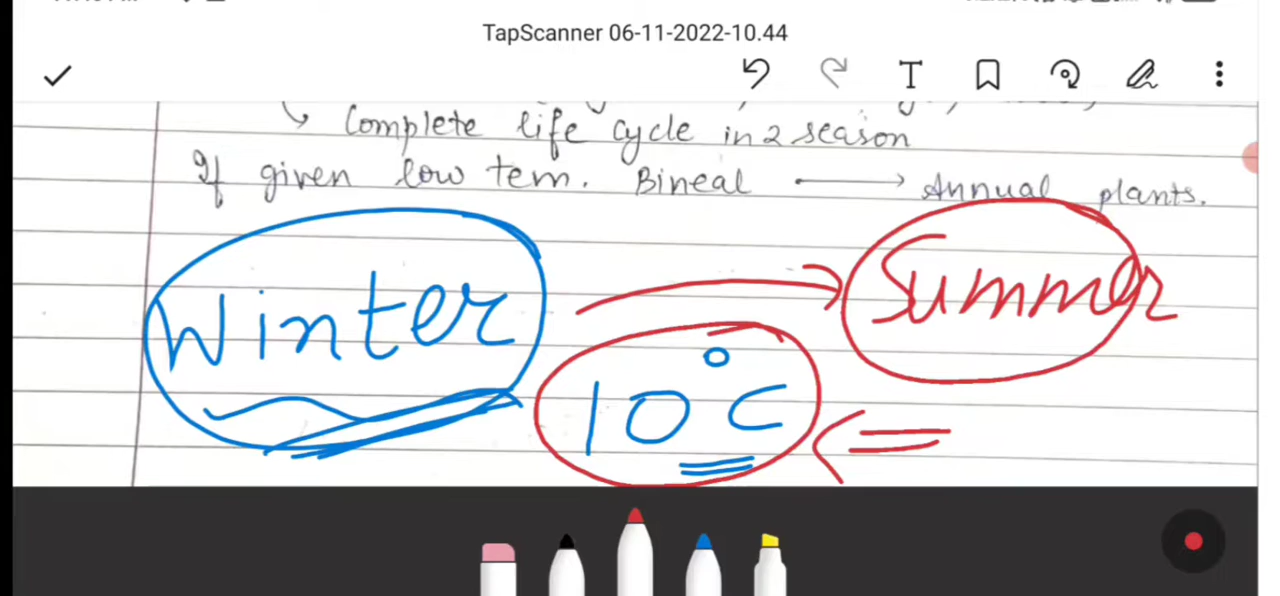 TapScanner 06-11-2022-10.44
T
↳ Complete life cycle in 2 season
If given low tem. Bineal ⟶ Annual plants.
Winter → Summer
10°C